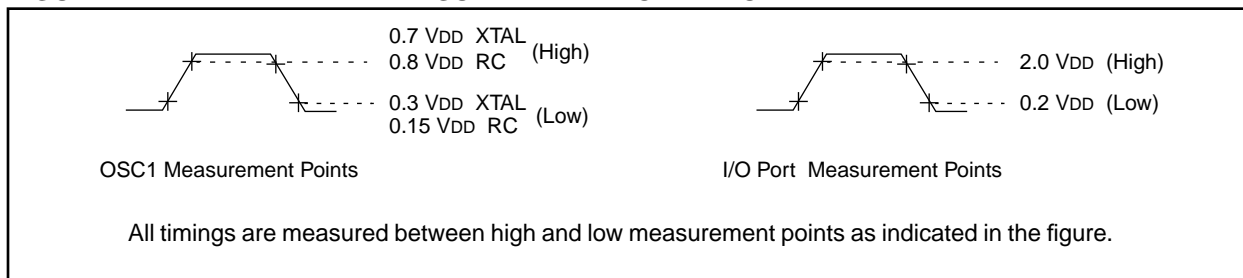 0.7 VDD XTAL
0.8 VDD RC
(High)
0.3 VDD XTAL
0.15 VDD RC
(Low)
OSC1 Measurement Points
2.0 VDD (High)
0.2 VDD (Low)
I/O Port Measurement Points
All timings are measured between high and low measurement points as indicated in the figure.